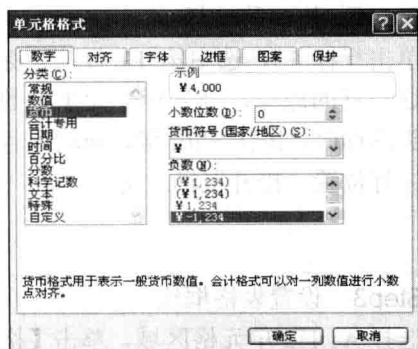 单元格格式
数字 对齐 字体 边框 图案 保护
分类(C):
常规
数值
货币
会计专用
日期
时间
百分比
分数
科学记数
文本
特殊
自定义
示例
¥4,000
小数位数(D): 0
货币符号(国家/地区)(S):
¥
负数(N):
(¥1,234)
(¥1,234)
¥1,234
¥-1,234
货币格式用于表示一般货币数值。会计格式可以对一列数值进行小数
点对齐。
确定 取消